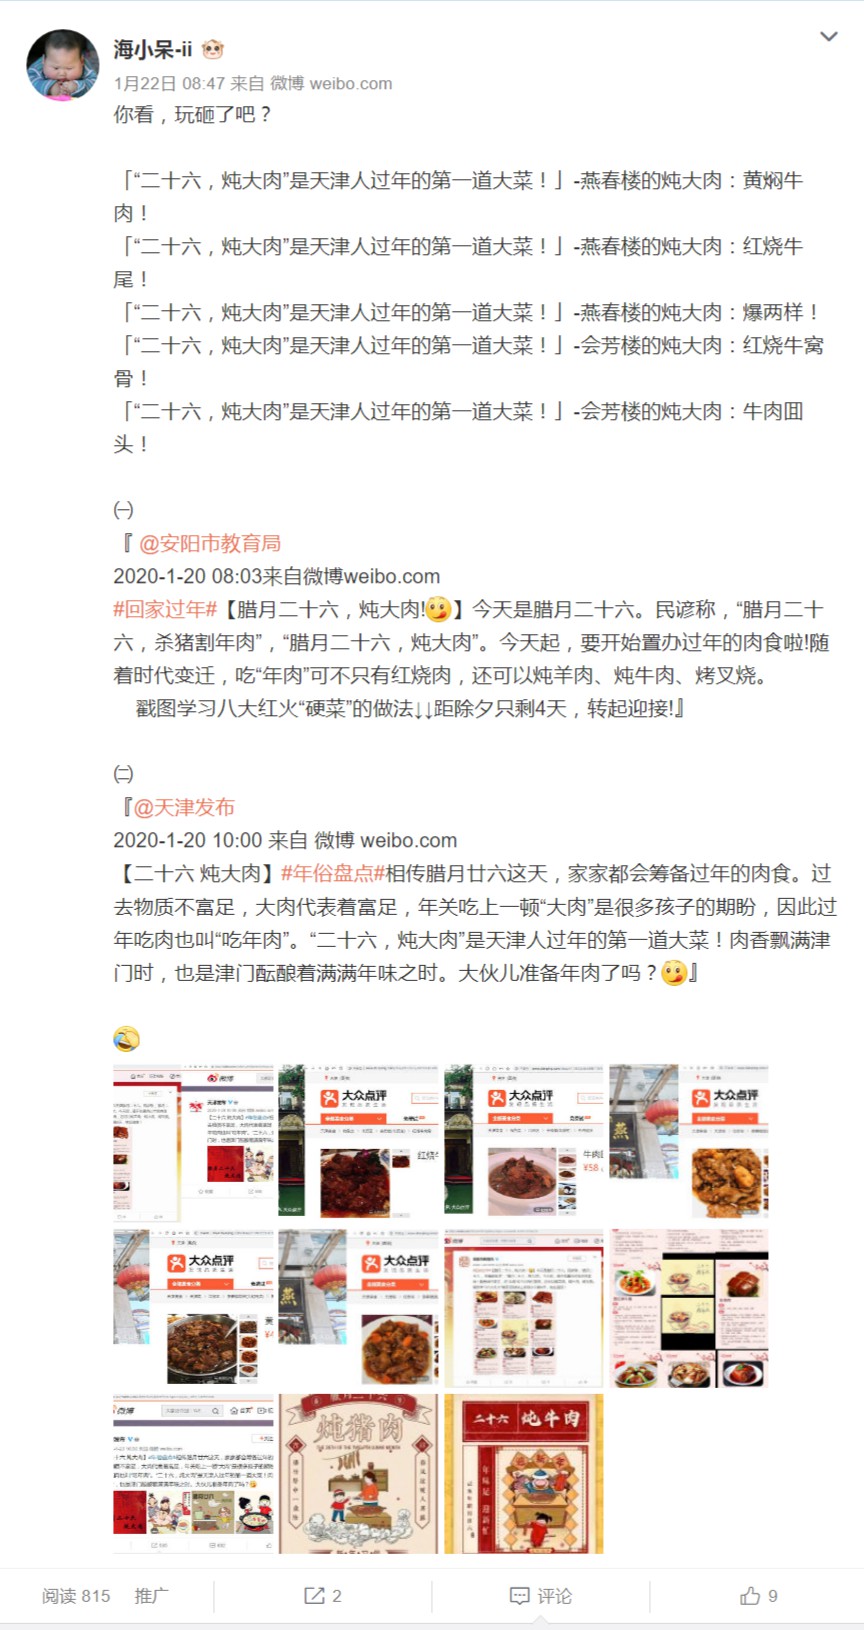 海小呆-ii
1月22日 08:47 来自 微博 weibo.com
你看，玩砸了吧？
「“二十六，炖大肉”是天津人过年的第一道大菜！」-燕春楼的炖大肉：黄焖牛
肉！
「“二十六，炖大肉”是天津人过年的第一道大菜！」-燕春楼的炖大肉：红烧牛
尾！
「“二十六，炖大肉”是天津人过年的第一道大菜！」-燕春楼的炖大肉：爆两样！
「“二十六，炖大肉”是天津人过年的第一道大菜！」-会芳楼的炖大肉：红烧牛窝
骨！
「“二十六，炖大肉”是天津人过年的第一道大菜！」-会芳楼的炖大肉：牛肉囬
头！
㈠
『 @安阳市教育局
2020-1-20 08:03来自微博weibo.com
#回家过年#【腊月二十六，炖大肉!】今天是腊月二十六。民谚称，“腊月二十
六，杀猪割年肉”，“腊月二十六，炖大肉”。今天起，要开始置办过年的肉食啦!随
着时代变迁，吃“年肉”可不只有红烧肉，还可以炖羊肉、炖牛肉、烤叉烧。
戳图学习八大红火“硬菜”的做法↓↓距除夕只剩4天，转起迎接!』
㈡
『@天津发布
2020-1-20 10:00 来自 微博 weibo.com
【二十六 炖大肉】#年俗盘点#相传腊月廿六这天，家家都会筹备过年的肉食。过
去物质不富足，大肉代表着富足，年关吃上一顿“大肉”是很多孩子的期盼，因此过
年吃肉也叫“吃年肉”。“二十六，炖大肉”是天津人过年的第一道大菜！肉香飘满津
门时，也是津门酝酿着满满年味之时。大伙儿准备年肉了吗？』
微博
大众点评
红烧牛
大众点评
¥58
燕
大众点评
大众点评
燕
大众点评
炖猪肉
二十六 炖牛肉
阅读 815 推广
2
评论
9